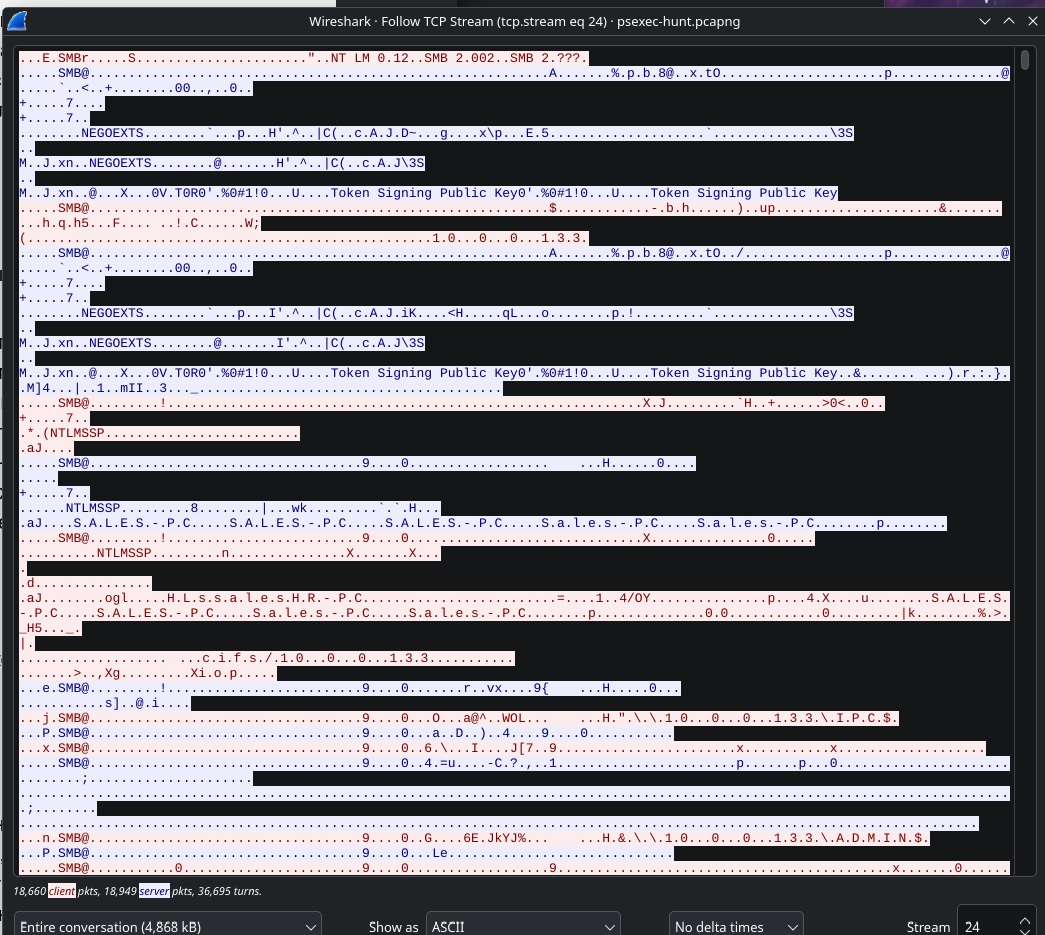 Wireshark · Follow TCP Stream (tcp.stream eq 24) · psexec-hunt.pcapng
...E.SMBr.....S......................"..NT LM 0.12..SMB 2.002..SMB 2.???.
.....SMB@...........................................................A.......%.p.b.8@..x.tO.....................p.............@
.....`..<..+........00..,..0..
+.....7....
+.....7..
........NEGOEXTS........`...p...H'.^..|C(..c.A.J.D~...g....x\p...E.5....................`...............\3S
..
M..J.xn..NEGOEXTS........@.......H'.^..|C(..c.A.J\3S
..
M..J.xn..@...X...0V.T0R0'.%0#1!0...U....Token Signing Public Key0'.%0#1!0...U....Token Signing Public Key
.....SMB@...........................................................$............-.b.h......)..up.....................&.......
...h.q.h5...F.... ..!.C......W;
(....................................................1.0...0...0...1.3.3.
.....SMB@...........................................................A.......%.p.b.8@..x.tO../..................p.............@
.....`..<..+........00..,..0..
+.....7....
+.....7..
........NEGOEXTS........`...p...I'.^..|C(..c.A.J.iK....<H.....qL...o........p.!.........`...............\3S
..
M..J.xn..NEGOEXTS........@.......I'.^..|C(..c.A.J\3S
..
M..J.xn..@...X...0V.T0R0'.%0#1!0...U....Token Signing Public Key0'.%0#1!0...U....Token Signing Public Key..&....... ...).r.:.}.
.M]4...|..1..mII..3..._.......................................
.....SMB@.........!.............................................................X.J.........`H..+......>0<..0..
+.....7..
.*.(NTLMSSP.........................
.aJ....
.....SMB@...................................9....0..................    ...H......0....
.....
+.....7..
......NTLMSSP.........8........|...wk.........`.`.H...
.aJ....S.A.L.E.S.-.P.C.....S.A.L.E.S.-.P.C.....S.A.L.E.S.-.P.C.....S.a.l.e.s.-.P.C.....S.a.l.e.s.-.P.C........p........
.....SMB@.........!.........................9....0..............................X...............0.....
..........NTLMSSP.........n...............X.......X...
.
.d...............
.aJ........ogl.....H.L.s.s.a.l.e.s.H.R.-.P.C.........................=....1..4/OY...............p....4.X....u........S.A.L.E.S.
-.P.C.....S.A.L.E.S.-.P.C.....S.a.l.e.s.-.P.C.....S.a.l.e.s.-.P.C........p..............0.0............0.........|k........%.>.
_H5..._.
|.
...................  ...c.i.f.s./.1.0...0...0...1.3.3...........
.......>..,Xg.........Xi.o.p.....
...e.SMB@.........!.........................9....0.......r..vx....9{    ...H.....0...
...........s]..@.i....
...j.SMB@...................................9....0...O...a@^..WOL...    ...H.".\.\.1.0...0...0...1.3.3.\.I.P.C.$.
...P.SMB@...................................9....0...a..D..)..4....9....0...........
...x.SMB@...................................9....0..6.\...I....J[7..9.......................x...........x...................
.....SMB@...................................9....0..4.=u....-C.?.,..1.......................p.......p...0......................
........;.....................
................................................................................................................................
.;........
...........................................................................................................................
...n.SMB@...................................9....0..G....6E.JkYJ%...    ...H.&.\.\.1.0...0...0...1.3.3.\.A.D.M.I.N.$.
...P.SMB@...................................9....0...Le.............................
.....SMB@...........0.......................9....0..................9...........................................x.......0......
18,660 client pkts, 18,949 server pkts, 36,695 turns.
Entire conversation (4,868 kB) Show as ASCII No delta times Stream 24